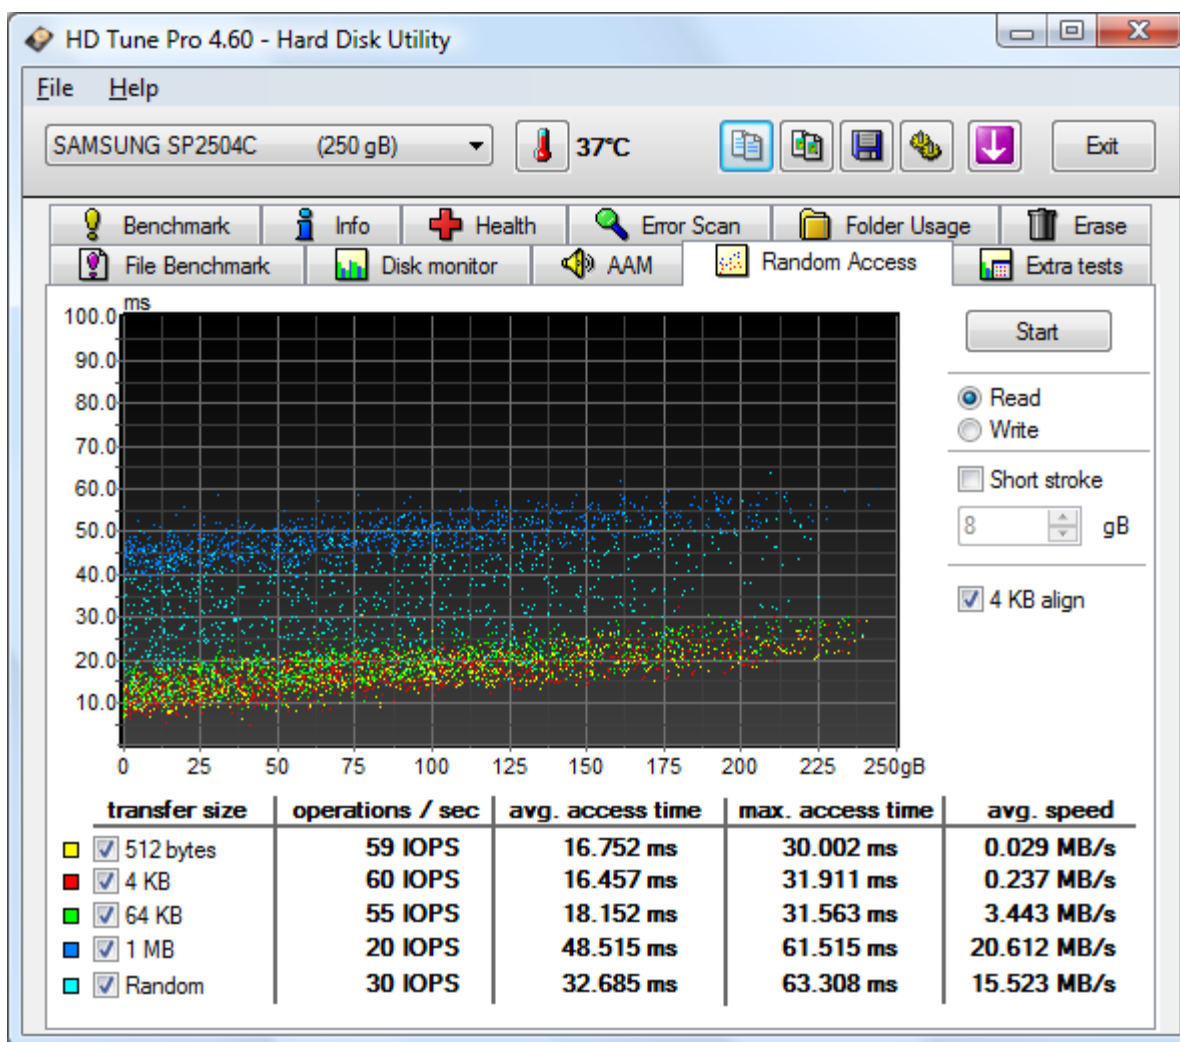 HD Tune Pro 4.60 - Hard Disk Utility
File Help
SAMSUNG SP2504C (250 gB) 37°C Exit
Benchmark Info Health Error Scan Folder Usage Erase
File Benchmark Disk monitor AAM Random Access Extra tests
ms
100.0
90.0
80.0
70.0
60.0
50.0
40.0
30.0
20.0
10.0
0 25 50 75 100 125 150 175 200 225 250gB
Start
Read
Write
Short stroke
8 gB
4 KB align
transfer size operations / sec avg. access time max. access time avg. speed
512 bytes 59 IOPS 16.752 ms 30.002 ms 0.029 MB/s
4 KB 60 IOPS 16.457 ms 31.911 ms 0.237 MB/s
64 KB 55 IOPS 18.152 ms 31.563 ms 3.443 MB/s
1 MB 20 IOPS 48.515 ms 61.515 ms 20.612 MB/s
Random 30 IOPS 32.685 ms 63.308 ms 15.523 MB/s